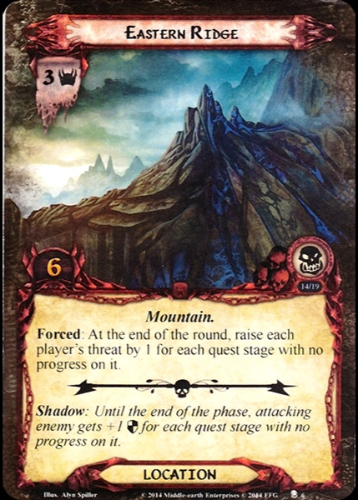 EASTERN RIDGE
3
6
14/19
Mountain.
Forced: At the end of the round, raise each
player's threat by 1 for each quest stage with no
progress on it.
Shadow: Until the end of the phase, attacking
enemy gets +1 for each quest stage with no
progress on it.
Illus. Alyn Spiller © 2014 Middle-earth Enterprises © 2014 FFG 6
LOCATION